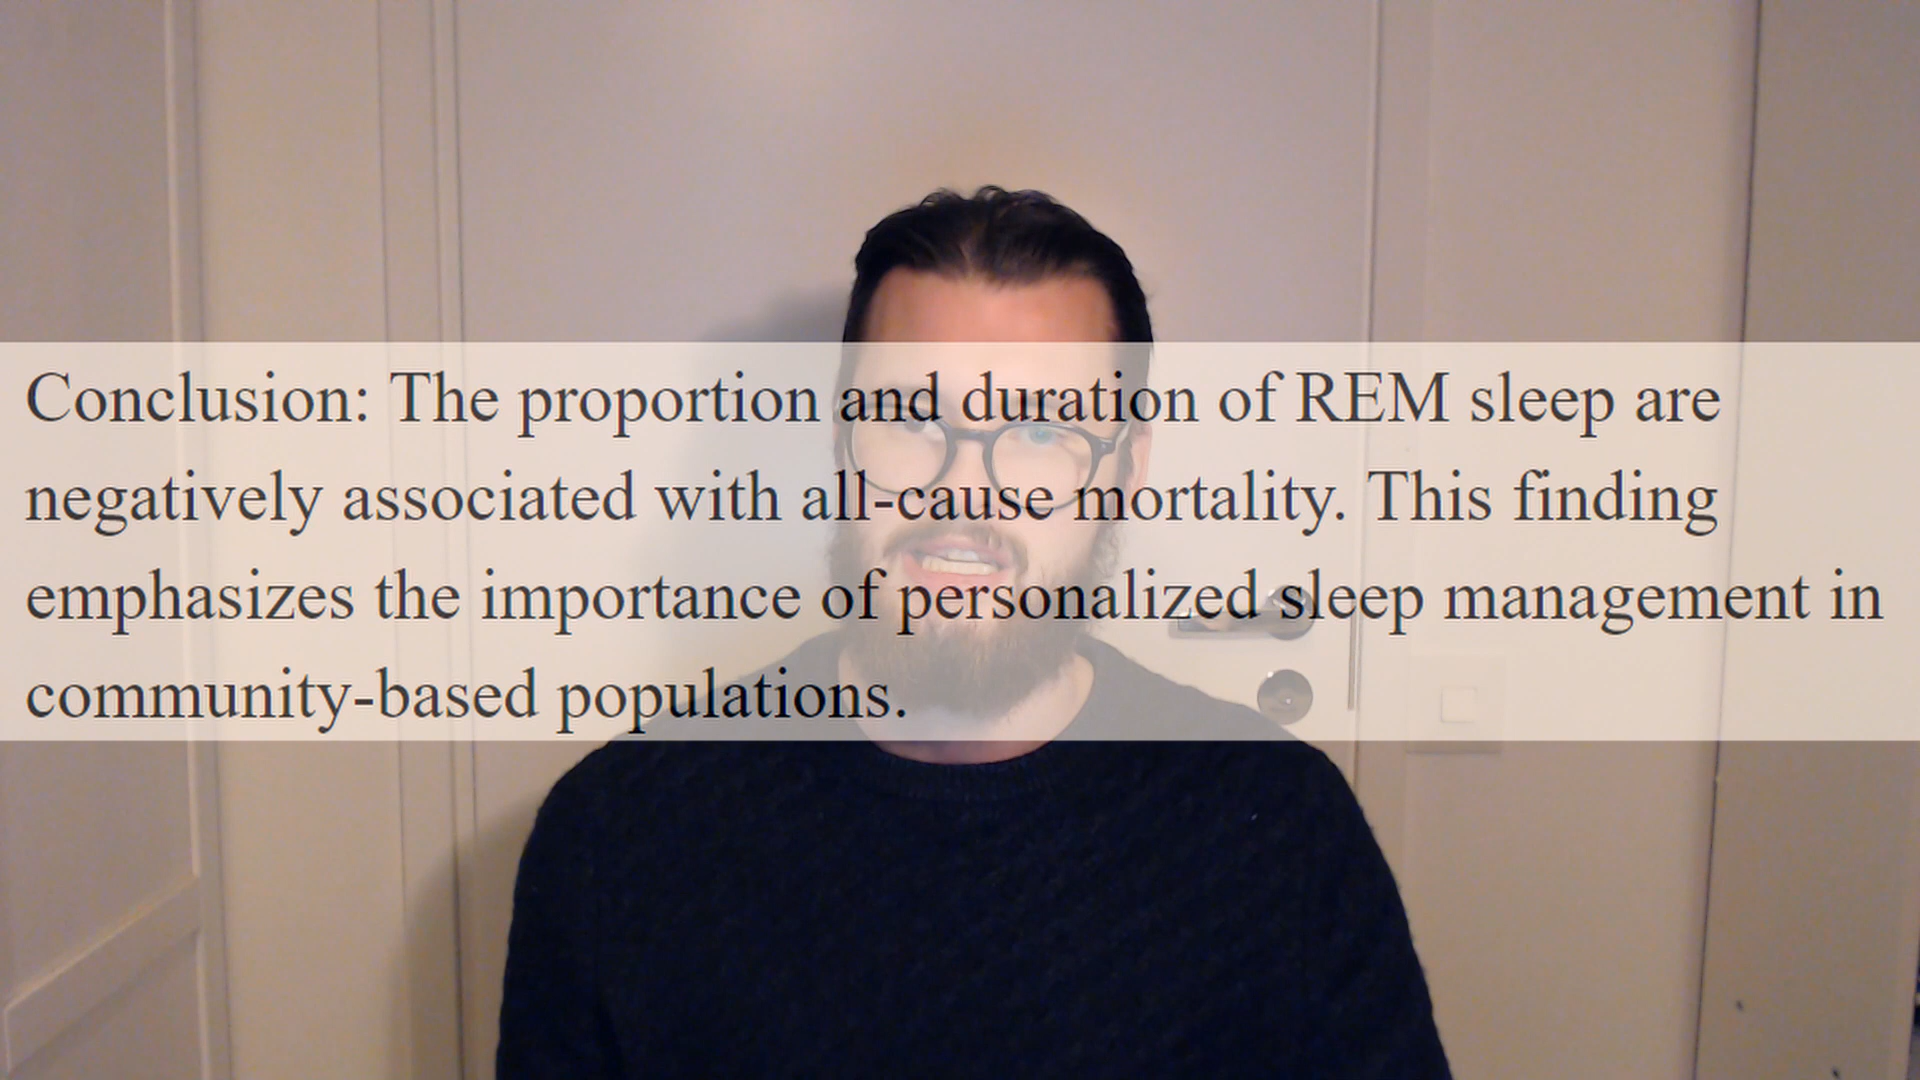 Conclusion: The proportion and duration of REM sleep are
negatively associated with all-cause mortality. This finding
emphasizes the importance of personalized sleep management in
community-based populations.